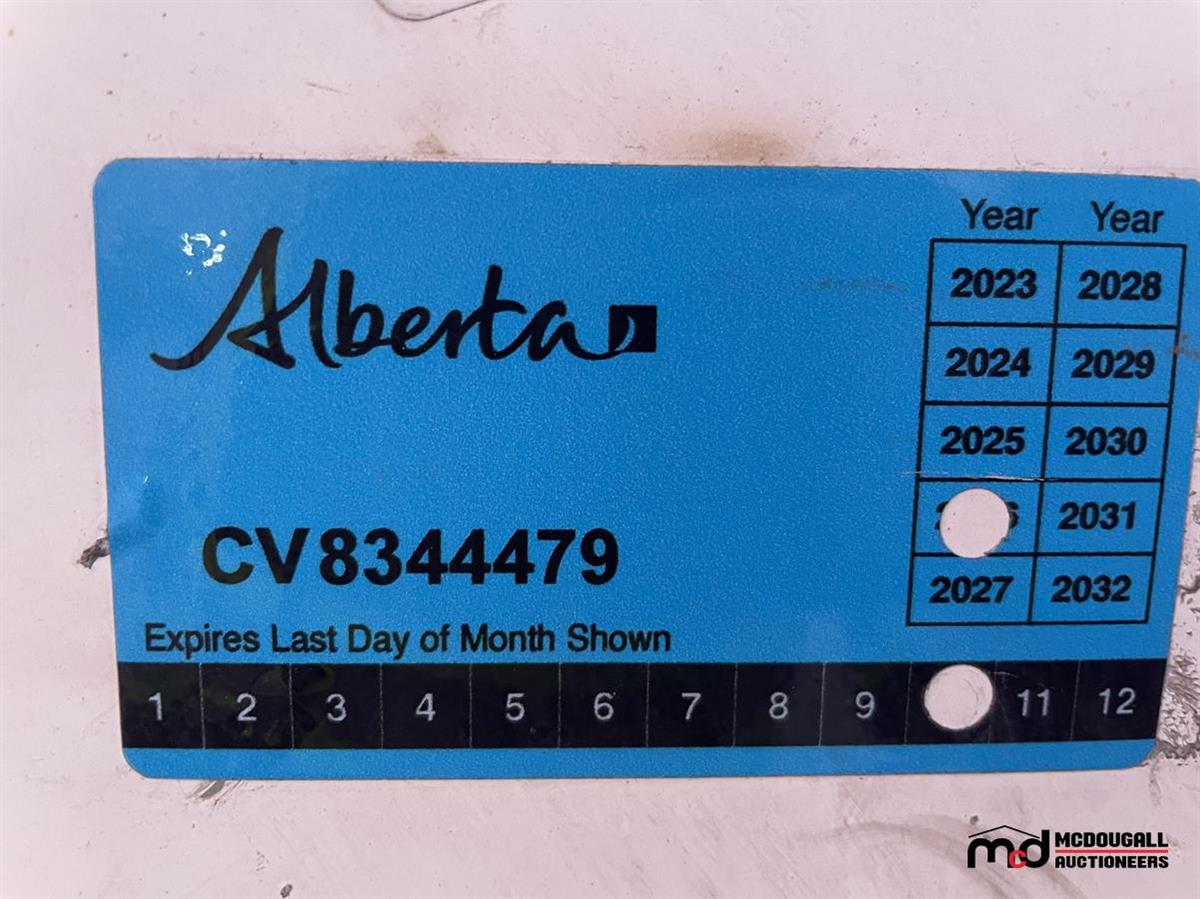 Alberta
Year Year
2023 2028
2024 2029
2025 2030
2031
2027 2032
CV8344479
Expires Last Day of Month Shown
1 2 3 4 5 6 7 8 9 11 12
mcd MCDOUGALL
AUCTIONEERS